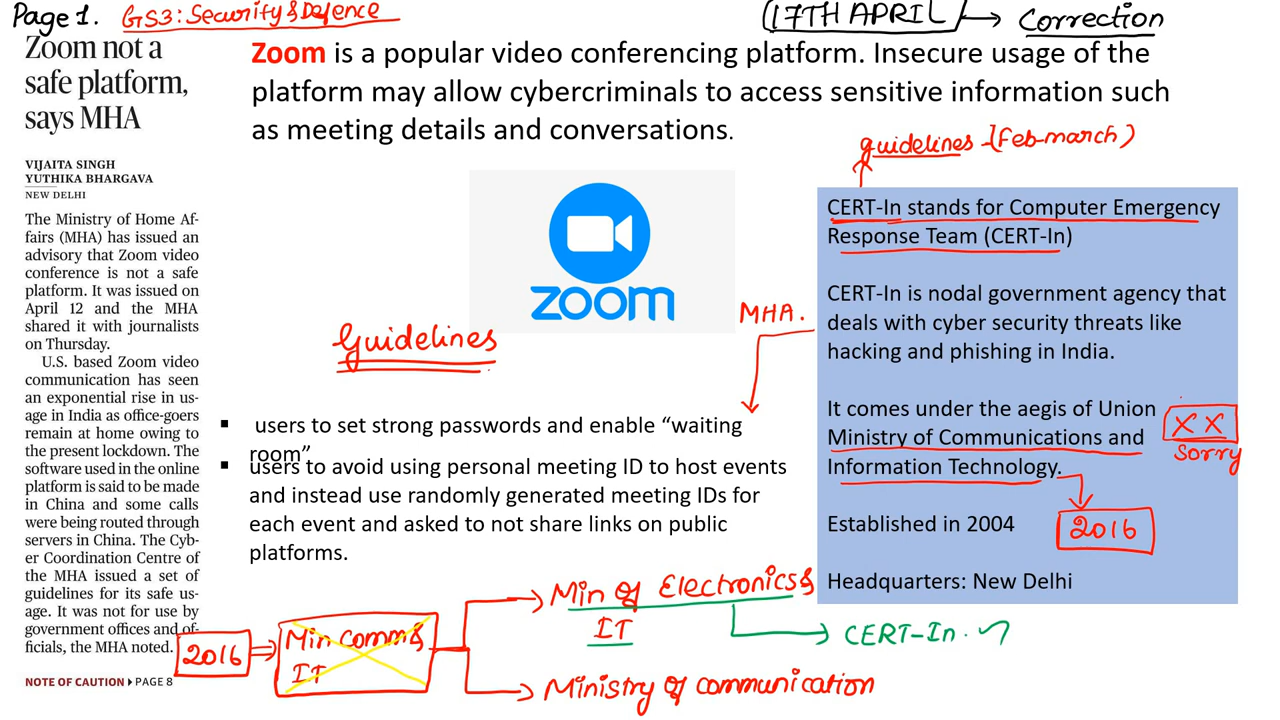 Page 1. GS3: Security & Defence
(17TH APRIL) → Correction
Zoom not a
safe platform,
says MHA
VIJAITA SINGH
YUTHIKA BHARGAVA
NEW DELHI
The Ministry of Home Af-
fairs (MHA) has issued an
advisory that Zoom video
conference is not a safe
platform. It was issued on
April 12 and the MHA
shared it with journalists
on Thursday.
U.S. based Zoom video
communication has seen
an exponential rise in us-
age in India as office-goers
remain at home owing to
the present lockdown. The
software used in the online
platform is said to be made
in China and some calls
were being routed through
servers in China. The Cyb-
er Coordination Centre of
the MHA issued a set of
guidelines for its safe us-
age. It was not for use by
government offices and of-
ficials, the MHA noted.
NOTE OF CAUTION ▸ PAGE 8
Zoom is a popular video conferencing platform. Insecure usage of the
platform may allow cybercriminals to access sensitive information such
as meeting details and conversations.
zoom
MHA.
Guidelines
▪ users to set strong passwords and enable “waiting
room”
▪ users to avoid using personal meeting ID to host events
and instead use randomly generated meeting IDs for
each event and asked to not share links on public
platforms.
guidelines - (Feb-march)
CERT-In stands for Computer Emergency
Response Team (CERT-In)
CERT-In is nodal government agency that
deals with cyber security threats like
hacking and phishing in India.
It comes under the aegis of Union
Ministry of Communications and
Information Technology.
X X
Sorry
2016
Established in 2004
Headquarters: New Delhi
2016 ⇒ Min Comm &
IT
→ Min of Electronics &
IT
→ CERT-In.
→ Ministry of communication